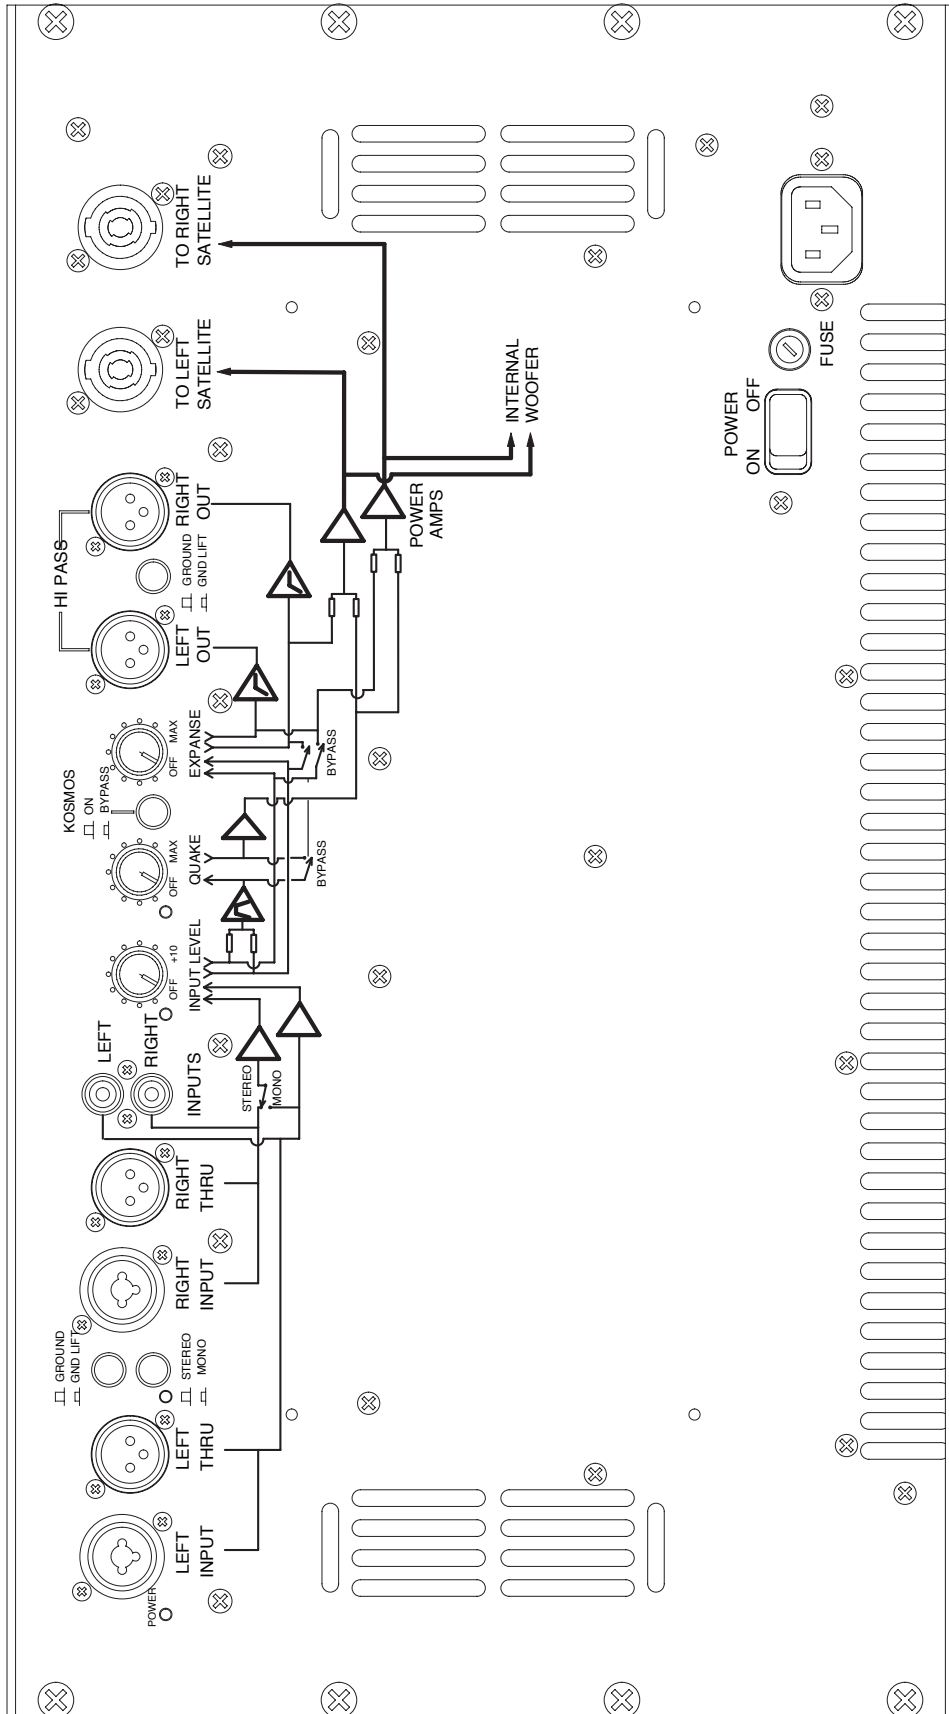 POWER
LEFT
INPUT
LEFT
THRU
GROUND
GND LIFT
STEREO
MONO
RIGHT
INPUT
RIGHT
THRU
LEFT
RIGHT
INPUTS
STEREO
MONO
OFF
+10
INPUT LEVEL
OFF
MAX
QUAKE
BYPASS
KOSMOS
ON
BYPASS
OFF
MAX
EXPANSE
BYPASS
HI PASS
LEFT
OUT
GROUND
GND LIFT
RIGHT
OUT
POWER
AMPS
TO LEFT
SATELLITE
TO RIGHT
SATELLITE
INTERNAL
WOOFER
POWER
ON OFF
FUSE